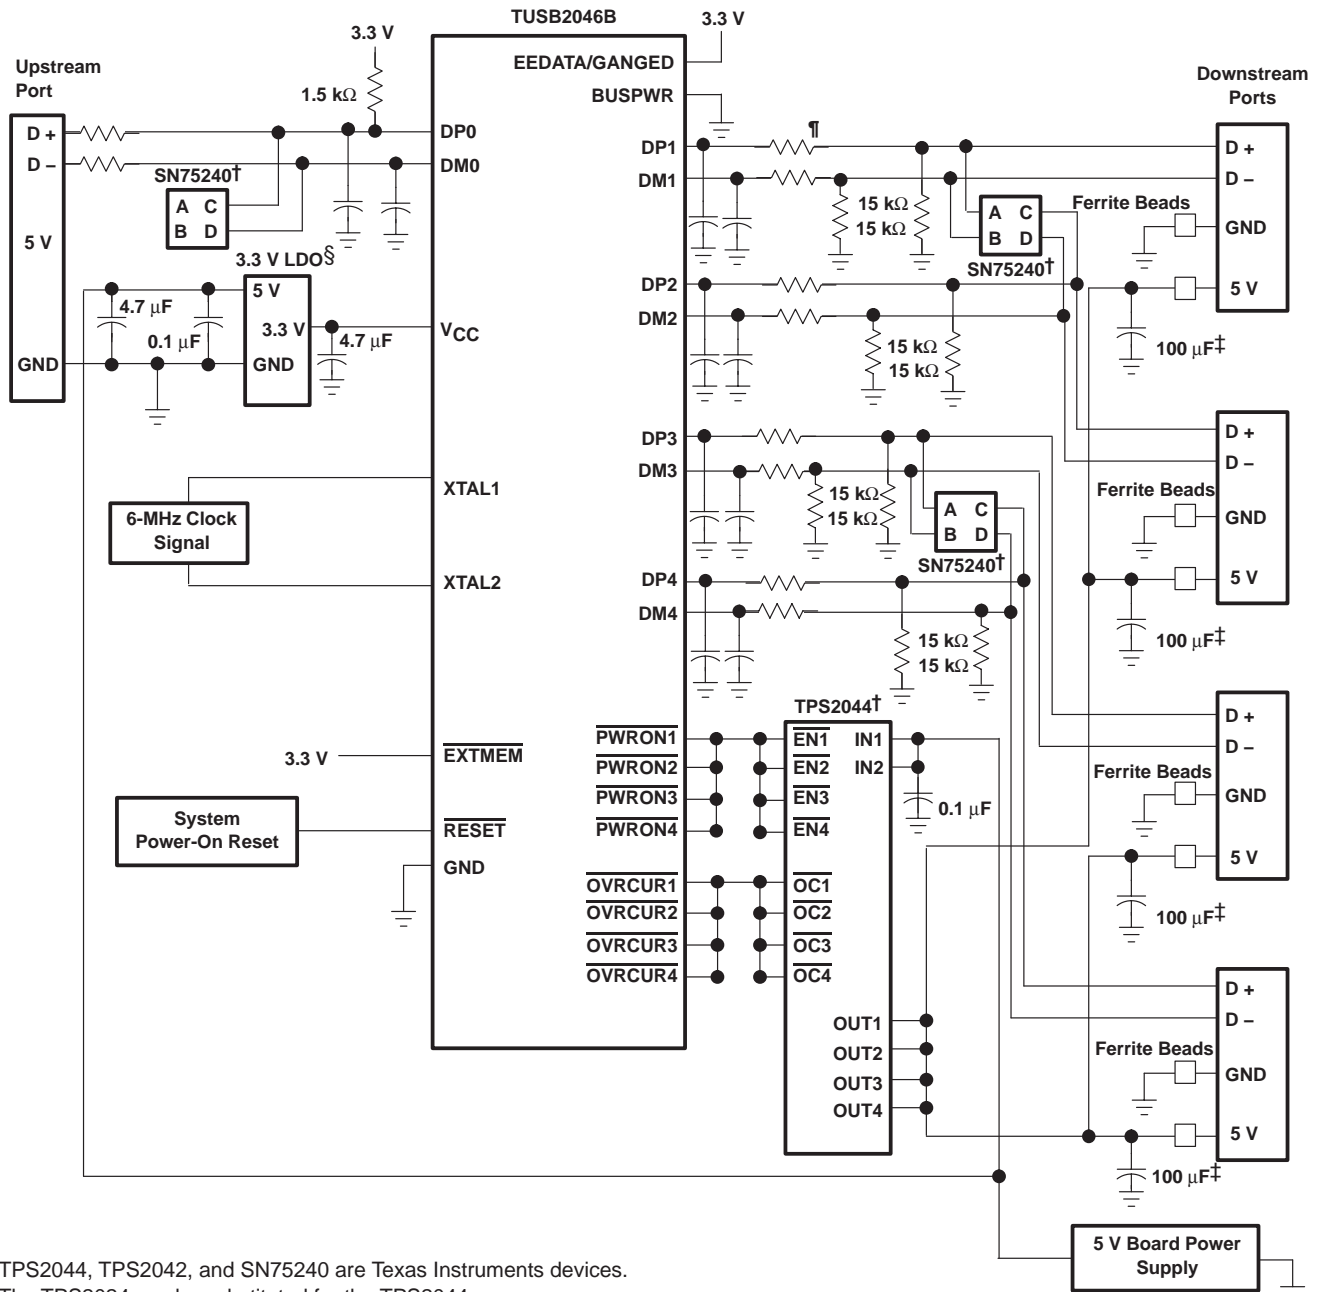 TUSB2046B
3.3 V
3.3 V
Upstream
Port
1.5 kΩ
EEDATA/GANGED
BUSPWR
Downstream
Ports
D +
D –
5 V
GND
DP0
DM0
SN75240†
A C
B D
3.3 V LDO§
5 V
3.3 V
GND
4.7 μF
0.1 μF
4.7 μF
VCC
6-MHz Clock
Signal
XTAL1
XTAL2
3.3 V
EXTMEM
System
Power-On Reset
RESET
GND
DP1
DM1
¶
15 kΩ
15 kΩ
A C
B D
SN75240†
DP2
DM2
15 kΩ
15 kΩ
DP3
DM3
15 kΩ
15 kΩ
A C
B D
SN75240†
DP4
DM4
15 kΩ
15 kΩ
PWRON1
PWRON2
PWRON3
PWRON4
OVRCUR1
OVRCUR2
OVRCUR3
OVRCUR4
TPS2044†
EN1 IN1
EN2 IN2
EN3
EN4
OC1
OC2
OC3
OC4
OUT1
OUT2
OUT3
OUT4
0.1 μF
D +
D –
Ferrite Beads
GND
5 V
100 μF‡
D +
D –
Ferrite Beads
GND
5 V
100 μF‡
D +
D –
Ferrite Beads
GND
5 V
100 μF‡
D +
D –
Ferrite Beads
GND
5 V
100 μF‡
5 V Board Power
Supply
TPS2044, TPS2042, and SN75240 are Texas Instruments devices.